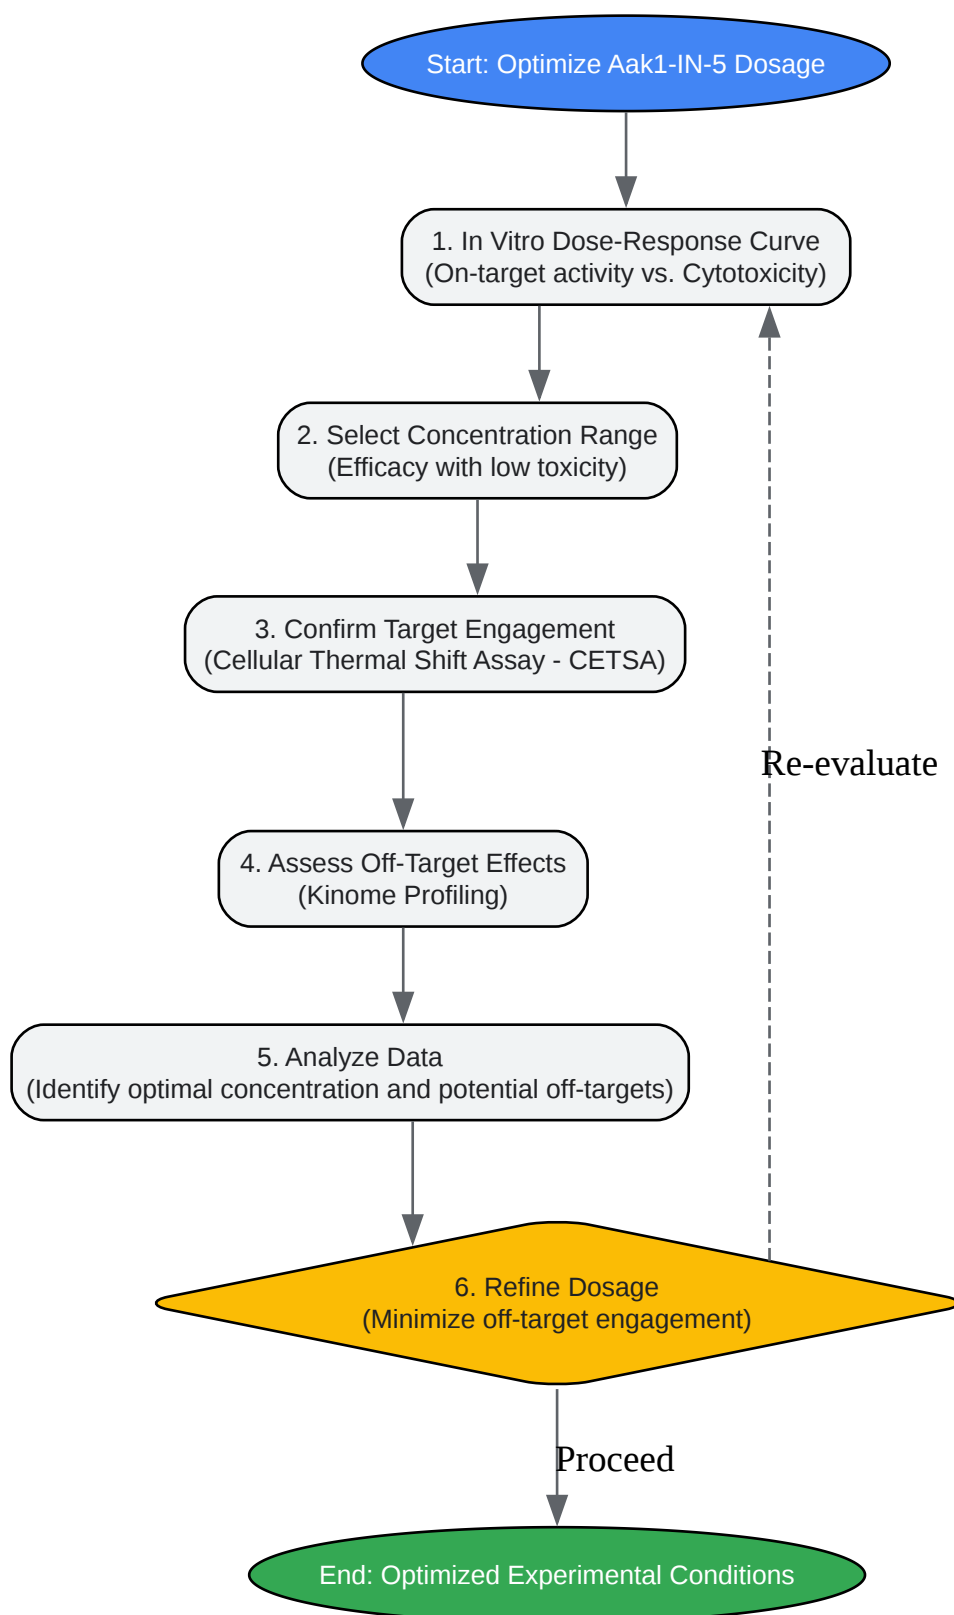 Start: Optimize Aak1-IN-5 Dosage
1. In Vitro Dose-Response Curve
(On-target activity vs. Cytotoxicity)
2. Select Concentration Range
(Efficacy with low toxicity)
3. Confirm Target Engagement
(Cellular Thermal Shift Assay - CETSA)
Re-evaluate
4. Assess Off-Target Effects
(Kinome Profiling)
5. Analyze Data
(Identify optimal concentration and potential off-targets)
6. Refine Dosage
(Minimize off-target engagement)
Proceed
End: Optimized Experimental Conditions